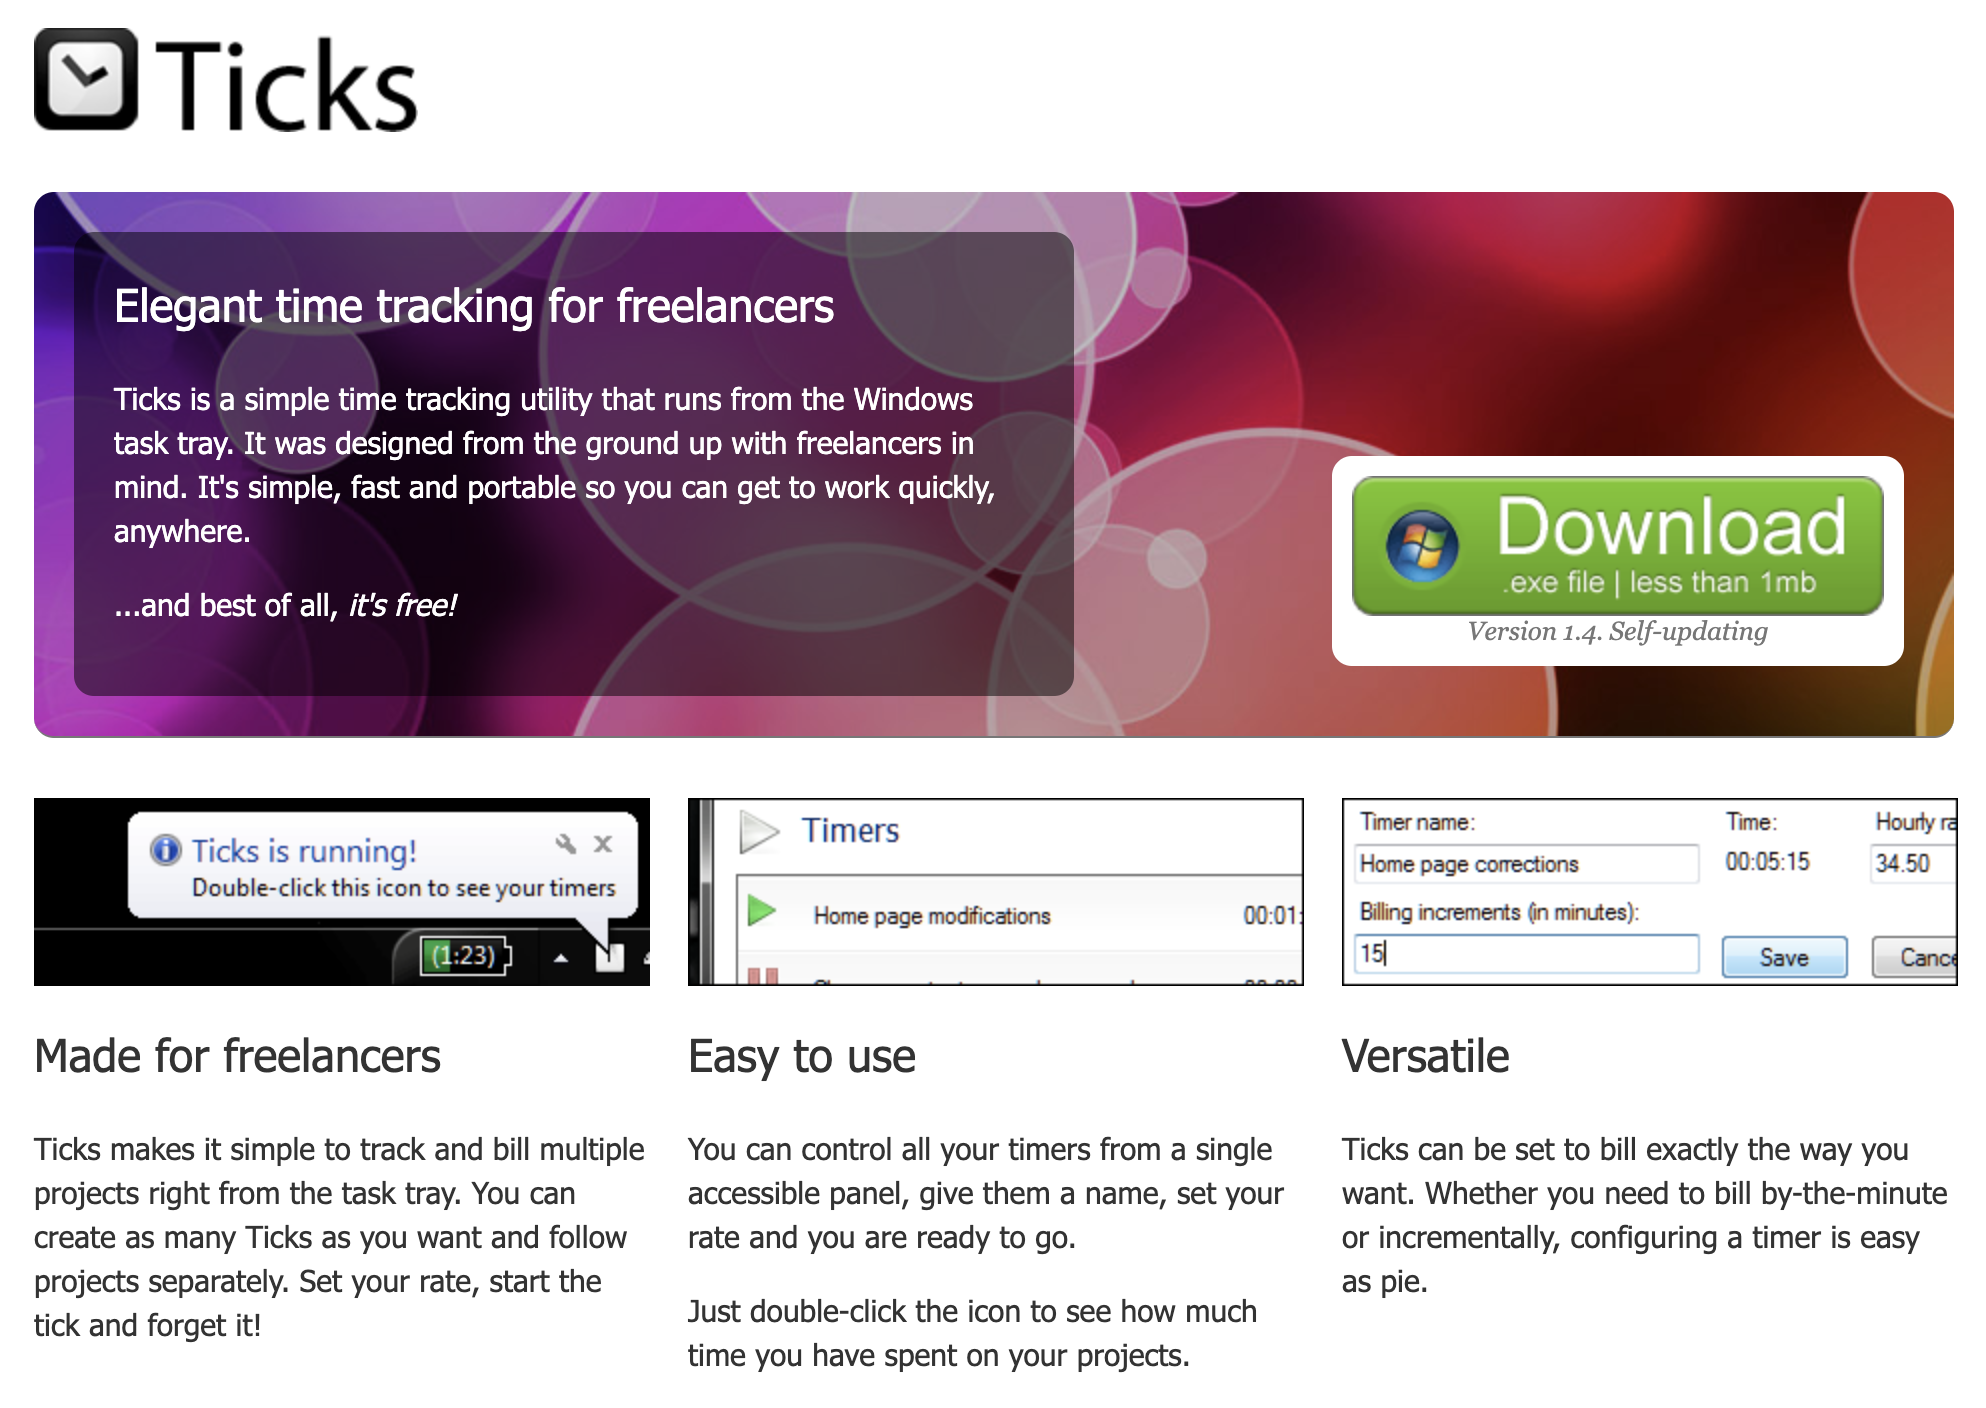 Ticks
Elegant time tracking for freelancers
Ticks is a simple time tracking utility that runs from the Windows
task tray. It was designed from the ground up with freelancers in
mind. It's simple, fast and portable so you can get to work quickly,
anywhere.
...and best of all, it's free!
Download
.exe file | less than 1mb
Version 1.4. Self-updating
Ticks is running!
Double-click this icon to see your timers
(1:23)
Timers
Home page modifications 00:01:
Timer name: Time: Hourly ra
Home page corrections 00:05:15 34.50
Billing increments (in minutes):
15 Save Cance
Made for freelancers
Ticks makes it simple to track and bill multiple
projects right from the task tray. You can
create as many Ticks as you want and follow
projects separately. Set your rate, start the
tick and forget it!
Easy to use
You can control all your timers from a single
accessible panel, give them a name, set your
rate and you are ready to go.
Just double-click the icon to see how much
time you have spent on your projects.
Versatile
Ticks can be set to bill exactly the way you
want. Whether you need to bill by-the-minute
or incrementally, configuring a timer is easy
as pie.